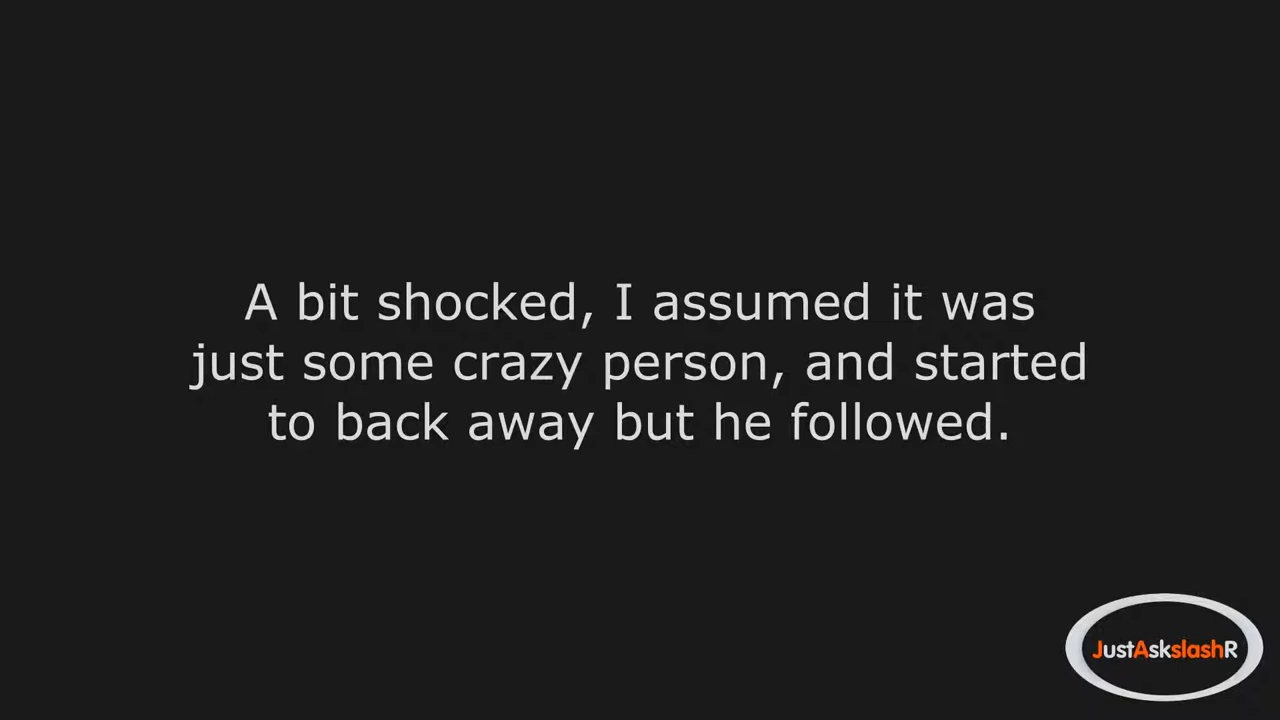 A bit shocked, I assumed it was
just some crazy person, and started
to back away but he followed.
JustAskslashR